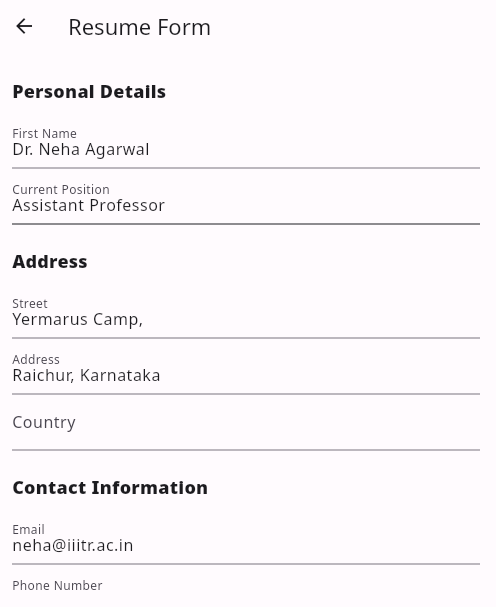 Resume Form
Personal Details
First Name
Dr. Neha Agarwal
Current Position
Assistant Professor
Address
Street
Yermarus Camp,
Address
Raichur, Karnataka
Country
Contact Information
Email
neha@iiitr.ac.in
Phone Number